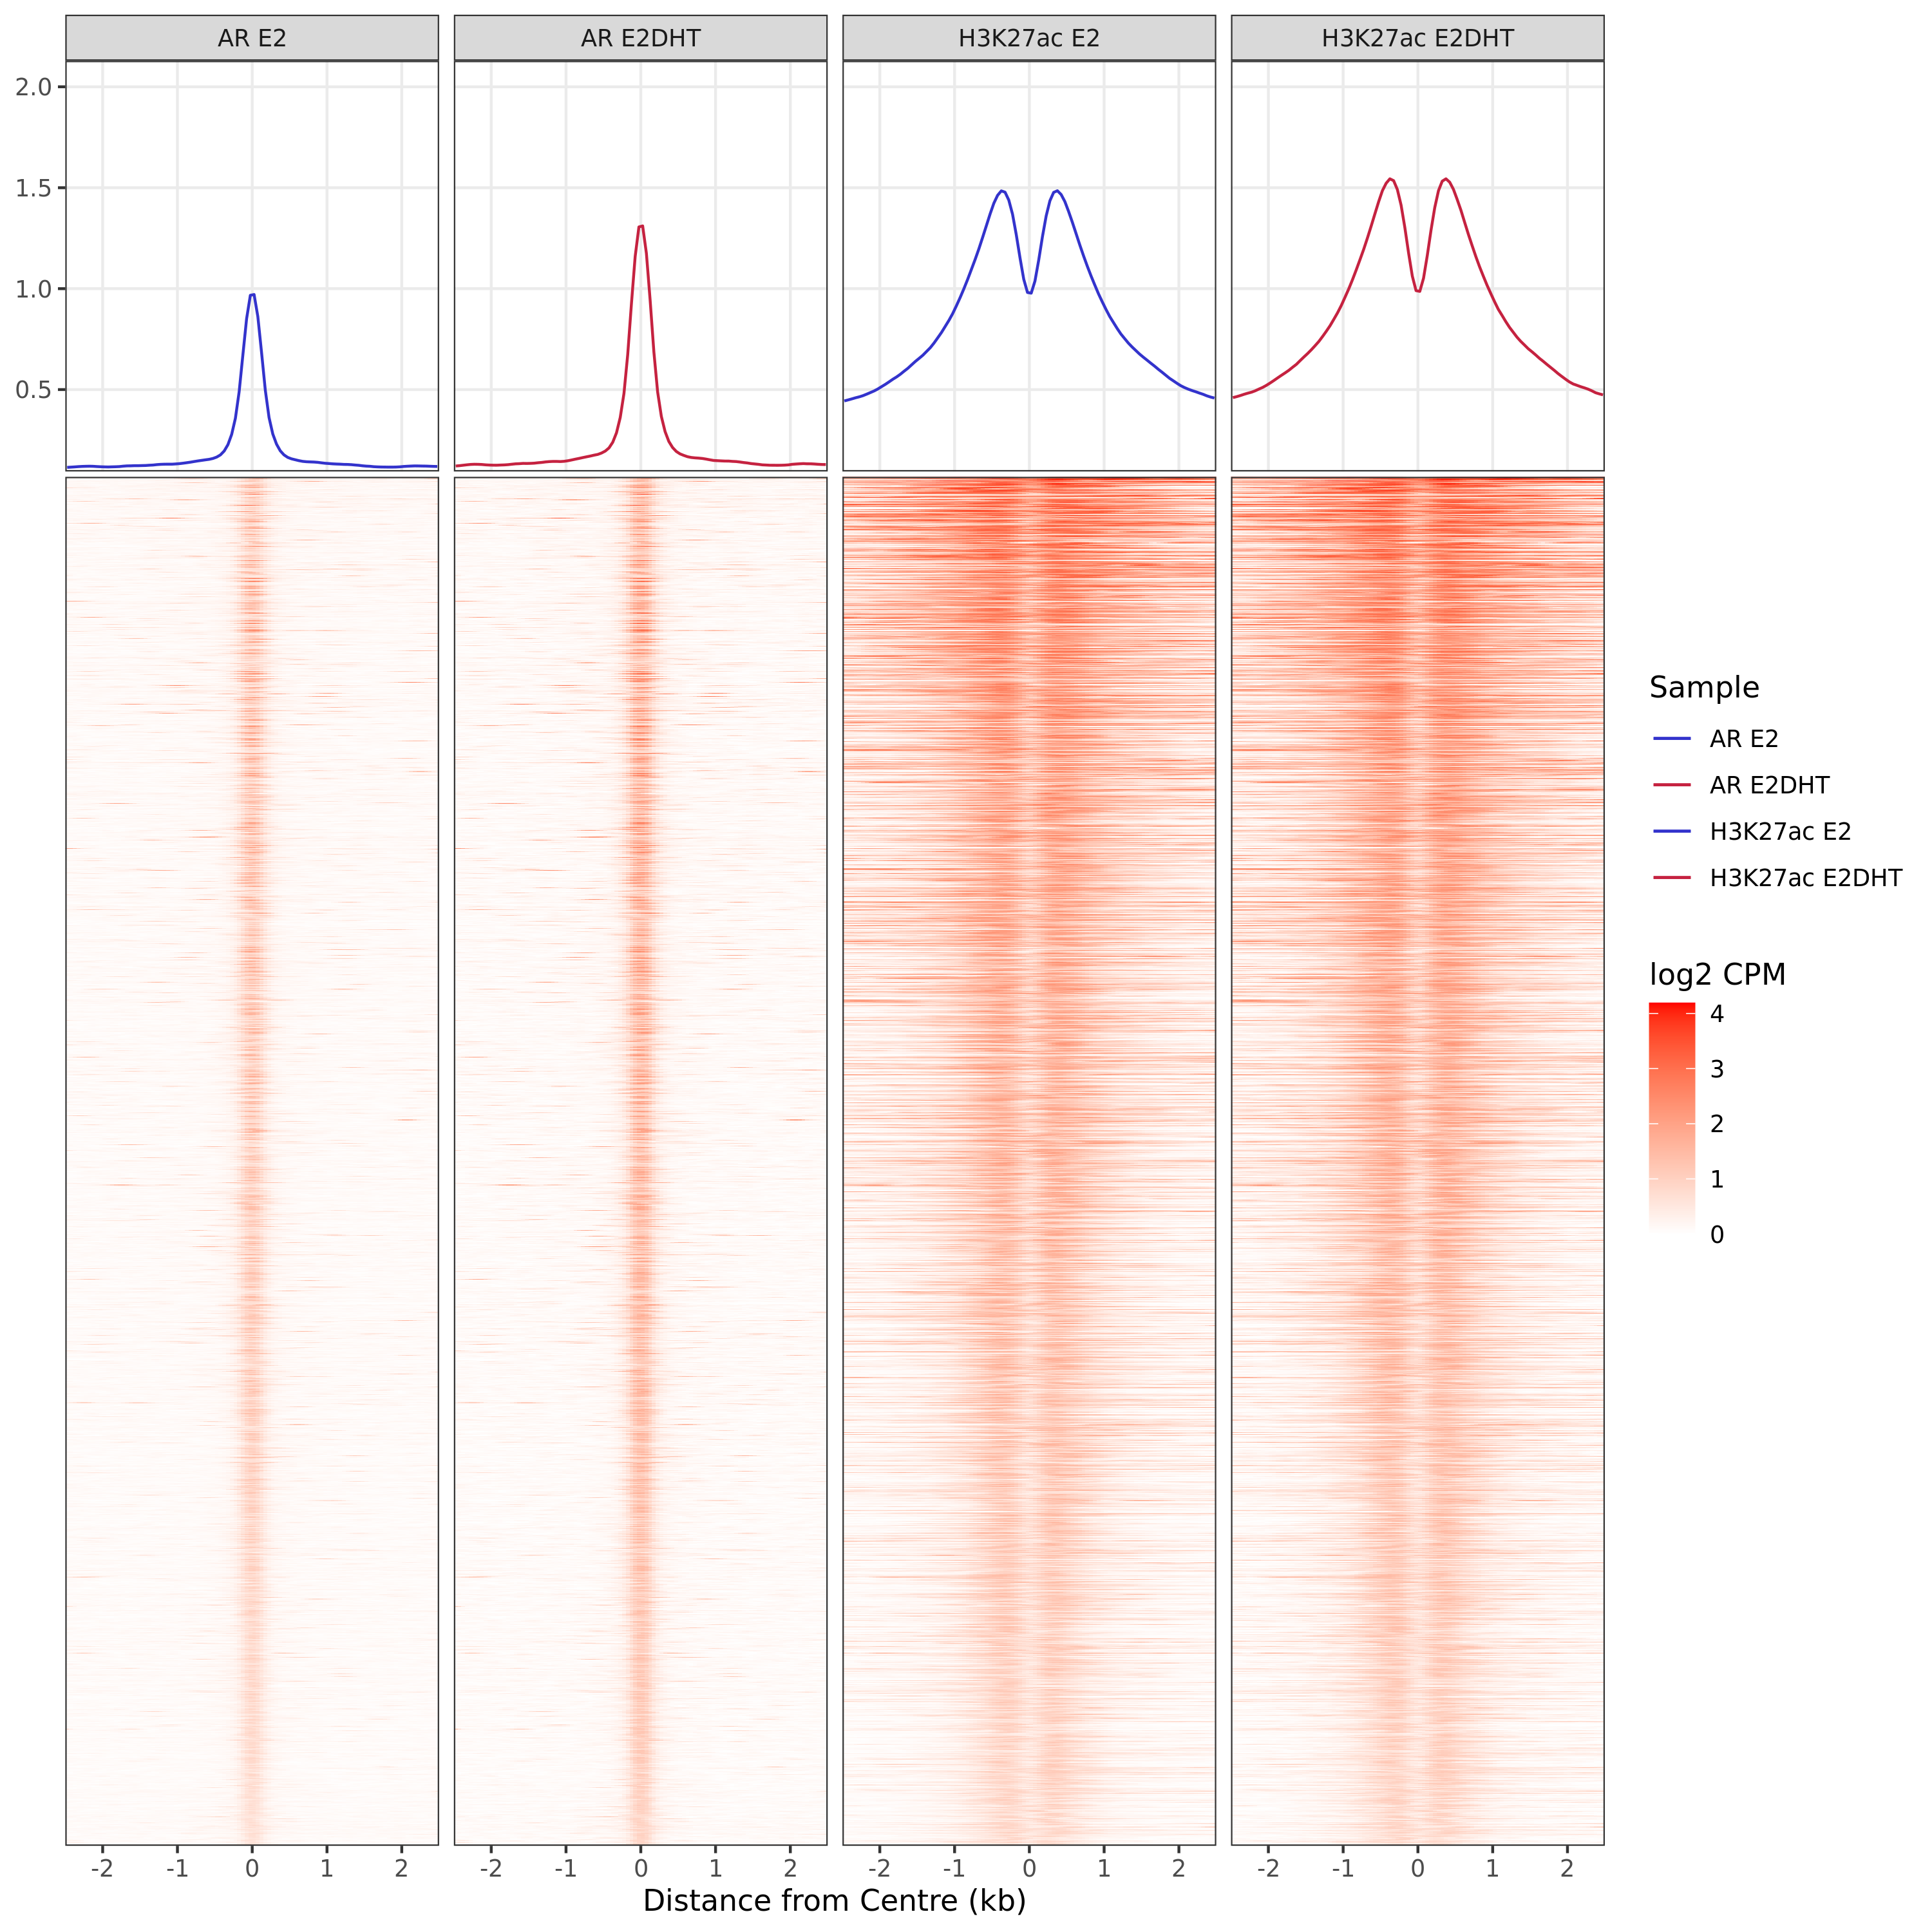 AR E2
AR E2DHT
H3K27ac E2
H3K27ac E2DHT
2.0
1.5
1.0
0.5
-2 -1 0 1 2
-2 -1 0 1 2
-2 -1 0 1 2
-2 -1 0 1 2
Distance from Centre (kb)
Sample
AR E2
AR E2DHT
H3K27ac E2
H3K27ac E2DHT
log2 CPM
4
3
2
1
0